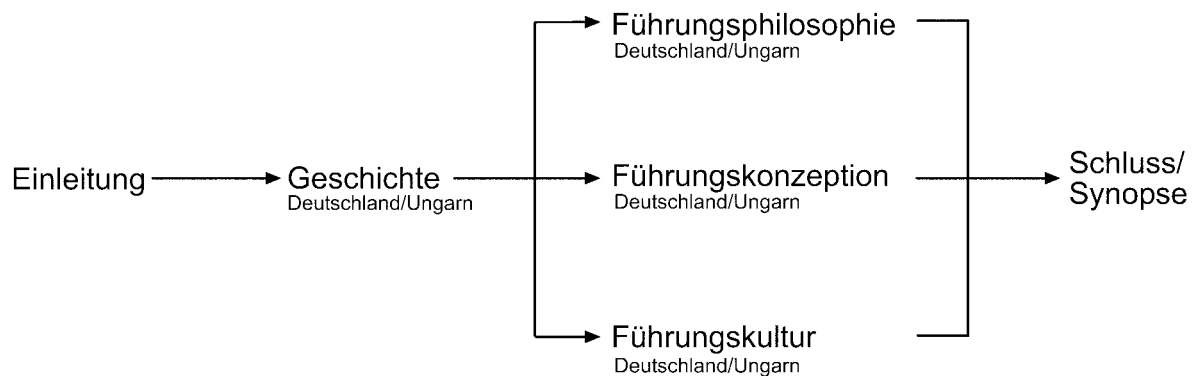 Einleitung
Geschichte
Deutschland/Ungarn
Führungsphilosophie
Deutschland/Ungarn
Führungskonzeption
Deutschland/Ungarn
Führungskultur
Deutschland/Ungarn
Schluss/
Synopse